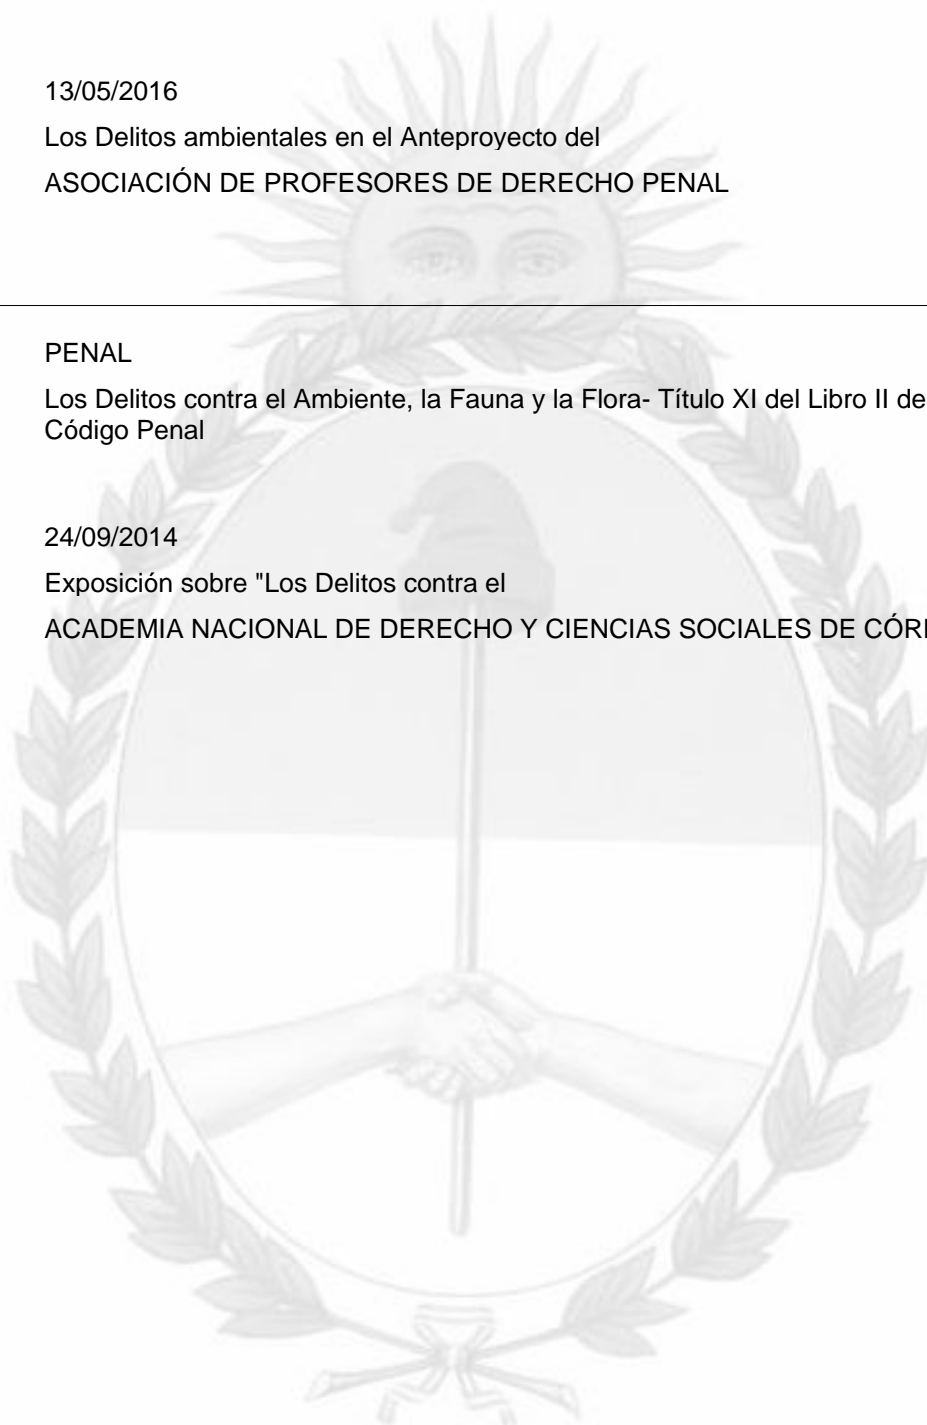 13/05/2016
Los Delitos ambientales en el Anteproyecto del
ASOCIACIÓN DE PROFESORES DE DERECHO PENAL
PENAL
Los Delitos contra el Ambiente, la Fauna y la Flora- Título XI del Libro II de
Código Penal
24/09/2014
Exposición sobre "Los Delitos contra el
ACADEMIA NACIONAL DE DERECHO Y CIENCIAS SOCIALES DE